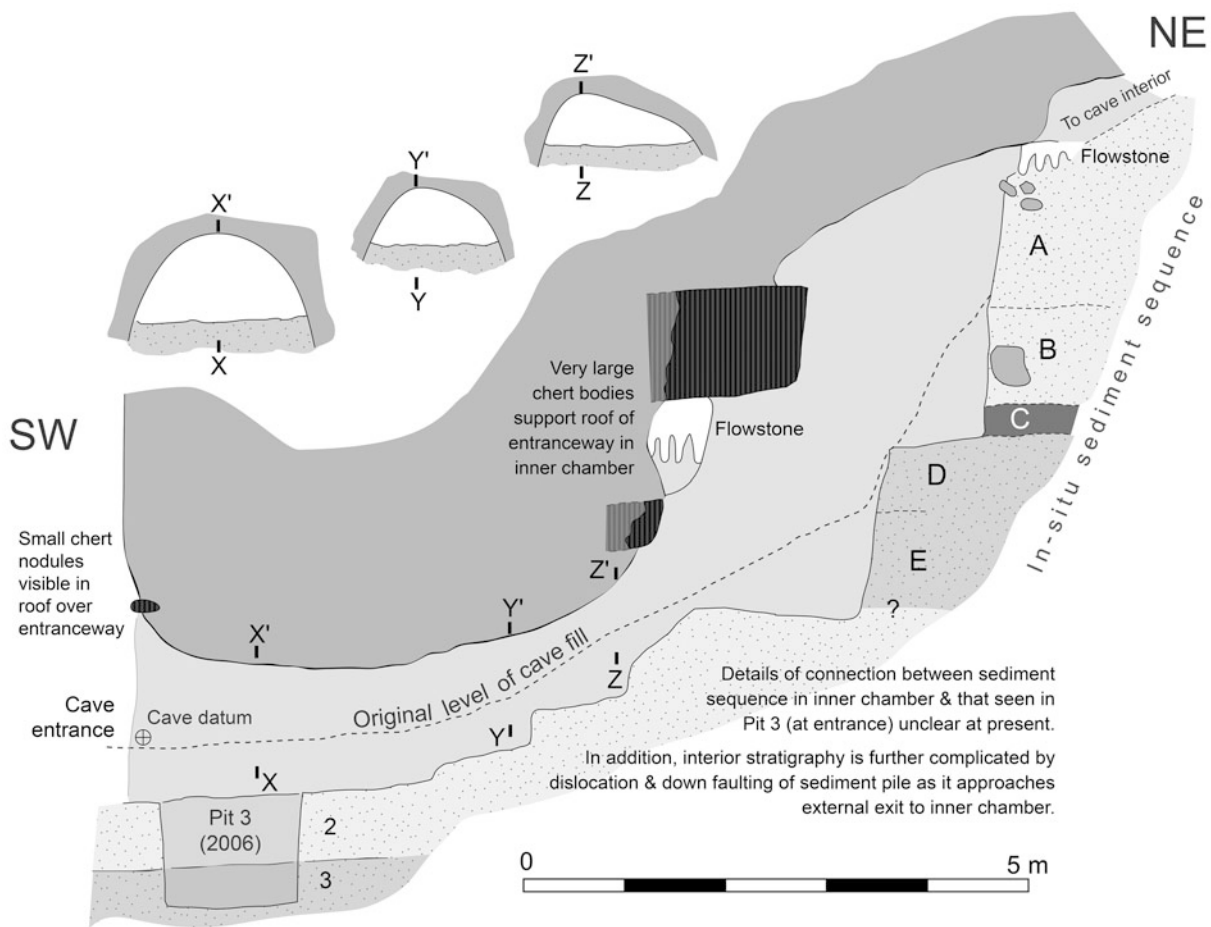 NE
SW
To cave interior
Flowstone
In-situ sediment sequence
A
B
C
D
E
?
Z'
Z
Y'
Y
X'
X
Very large
chert bodies
support roof of
entranceway in
inner chamber
Flowstone
Small chert
nodules
visible in
roof over
entranceway
Z'
Y'
X'
Original level of cave fill
Z
Y'
X
Cave
entrance
Cave datum
Pit 3
(2006)
2
3
Details of connection between sediment
sequence in inner chamber & that seen in
Pit 3 (at entrance) unclear at present.
In addition, interior stratigraphy is further complicated by
dislocation & down faulting of sediment pile as it approaches
external exit to inner chamber.
0
5 m